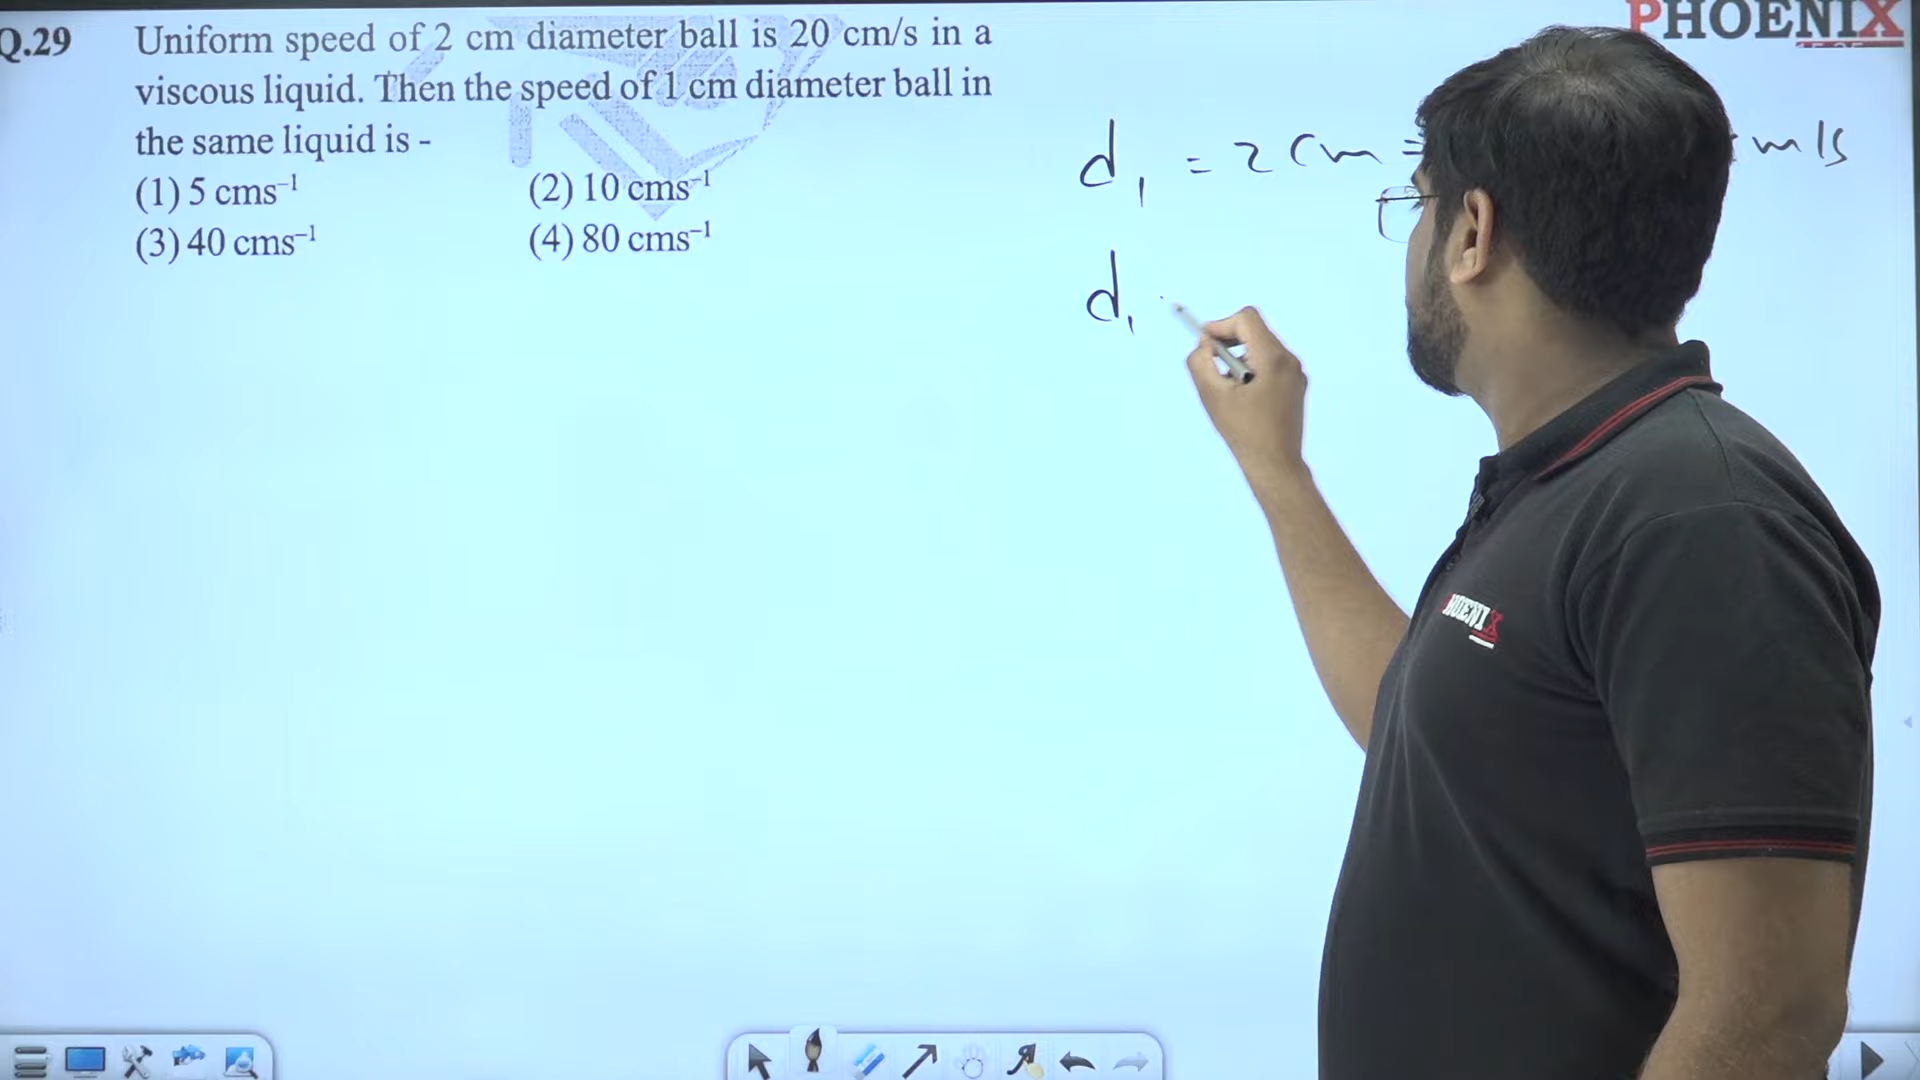 PHOENIX
Q.29 Uniform speed of 2 cm diameter ball is 20 cm/s in a
viscous liquid. Then the speed of 1 cm diameter ball in
the same liquid is -
(1) 5 cms⁻¹ (2) 10 cms⁻¹
(3) 40 cms⁻¹ (4) 80 cms⁻¹
d₁ = 2 cm = m/s
d₁
PHOENIX